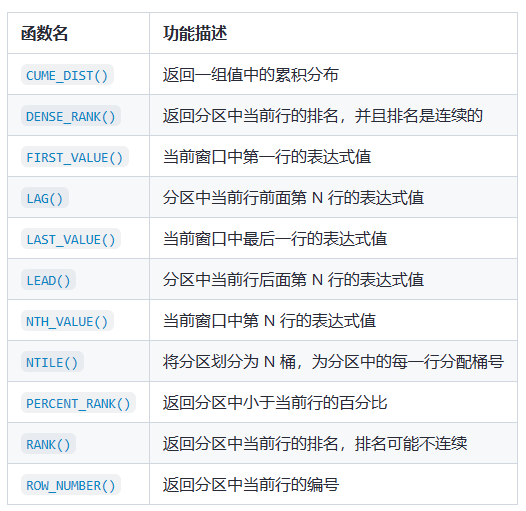 函数名 功能描述
CUME_DIST() 返回一组值中的累积分布
DENSE_RANK() 返回分区中当前行的排名，并且排名是连续的
FIRST_VALUE() 当前窗口中第一行的表达式值
LAG() 分区中当前行前面第 N 行的表达式值
LAST_VALUE() 当前窗口中最后一行的表达式值
LEAD() 分区中当前行后面第 N 行的表达式值
NTH_VALUE() 当前窗口中第 N 行的表达式值
NTILE() 将分区划分为 N 桶，为分区中的每一行分配桶号
PERCENT_RANK() 返回分区中小于当前行的百分比
RANK() 返回分区中当前行的排名，排名可能不连续
ROW_NUMBER() 返回分区中当前行的编号